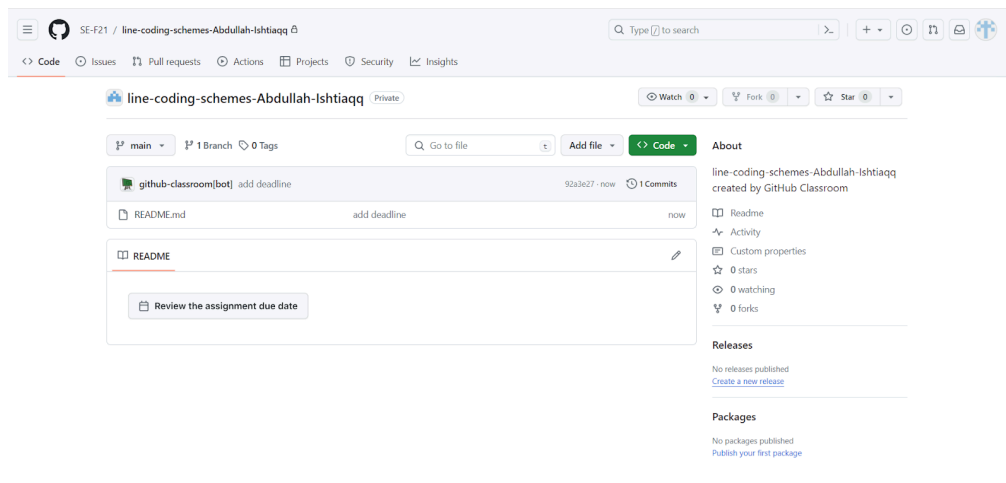 SE-F21 / line-coding-schemes-Abdullah-Ishtiaqq
Type / to search
Code Issues Pull requests Actions Projects Security Insights
line-coding-schemes-Abdullah-Ishtiaqq Private
Watch 0 Fork 0 Star 0
main 1 Branch 0 Tags Go to file t Add file Code
github-classroom[bot] add deadline 92a3e27 · now 1 Commits
README.md add deadline now
README
Review the assignment due date
About
line-coding-schemes-Abdullah-Ishtiaqq
created by GitHub Classroom
Readme
Activity
Custom properties
0 stars
0 watching
0 forks
Releases
No releases published
Create a new release
Packages
No packages published
Publish your first package